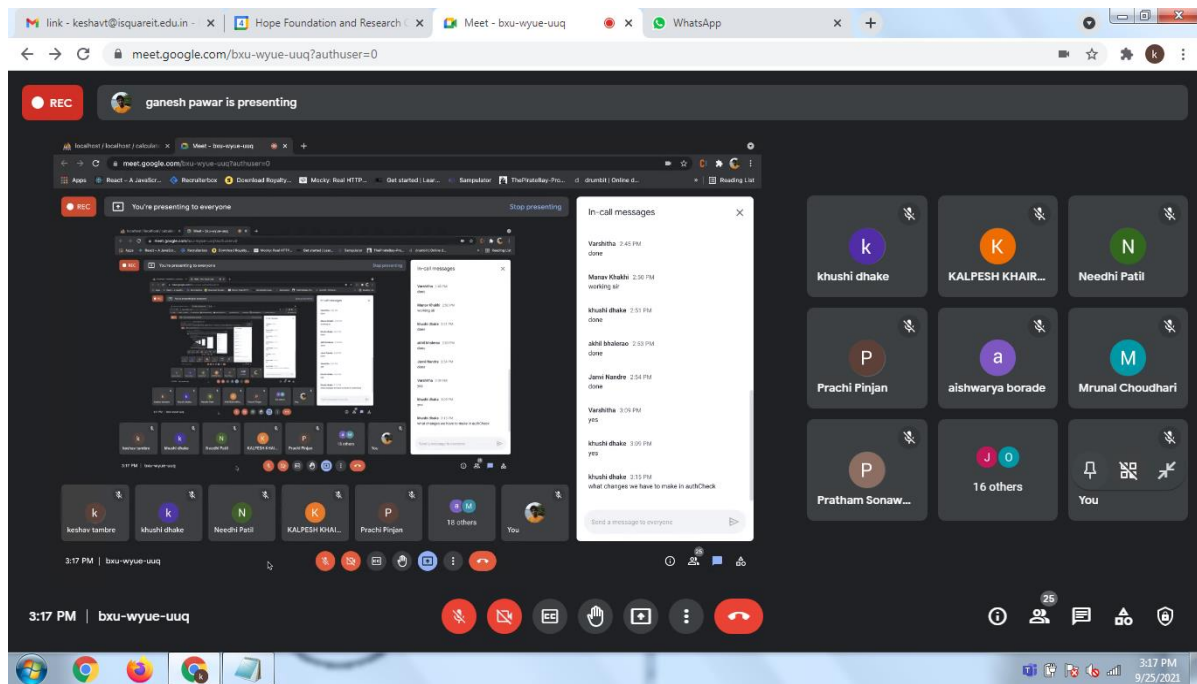 link - keshavt@isquareit.edu.in -
Hope Foundation and Research C
Meet - bxu-wyue-uuq
WhatsApp
meet.google.com/bxu-wyue-uuq?authuser=0
k
REC
ganesh pawar is presenting
localhost / localhost / calculato
Meet - bxu-wyue-uuq
meet.google.com/bxu-wyue-uuq?authuser=0
Apps
React - A JavaScr...
Recruiterbox
Download Royalty...
Mocky: Real HTTP...
Get started | Lear...
Sampulator
ThePirateBay-Pro...
drumbit | Online d...
Reading List
REC
You're presenting to everyone
Stop presenting
In-call messages
Varshitha 2:45 PM
done
Manav Khakhi 2:50 PM
working sir
khushi dhake 2:51 PM
done
akhil bhalerao 2:53 PM
done
Janvi Nandre 2:54 PM
done
Varshitha 3:09 PM
yes
khushi dhake 3:09 PM
yes
khushi dhake 3:15 PM
what changes we have to make in authCheck
Send a message to everyone
k
keshav tambre
k
khushi dhake
N
Needhi Patil
K
KALPESH KHAI...
P
Prachi Pinjan
a M
18 others
You
3:17 PM | bxu-wyue-uuq
25
k
khushi dhake
K
KALPESH KHAIR...
N
Needhi Patil
P
Prachi Pinjan
a
aishwarya borade
M
Mrunal Choudhari
P
Pratham Sonaw...
J O
16 others
You
3:17 PM | bxu-wyue-uuq
25
3:17 PM
9/25/2021